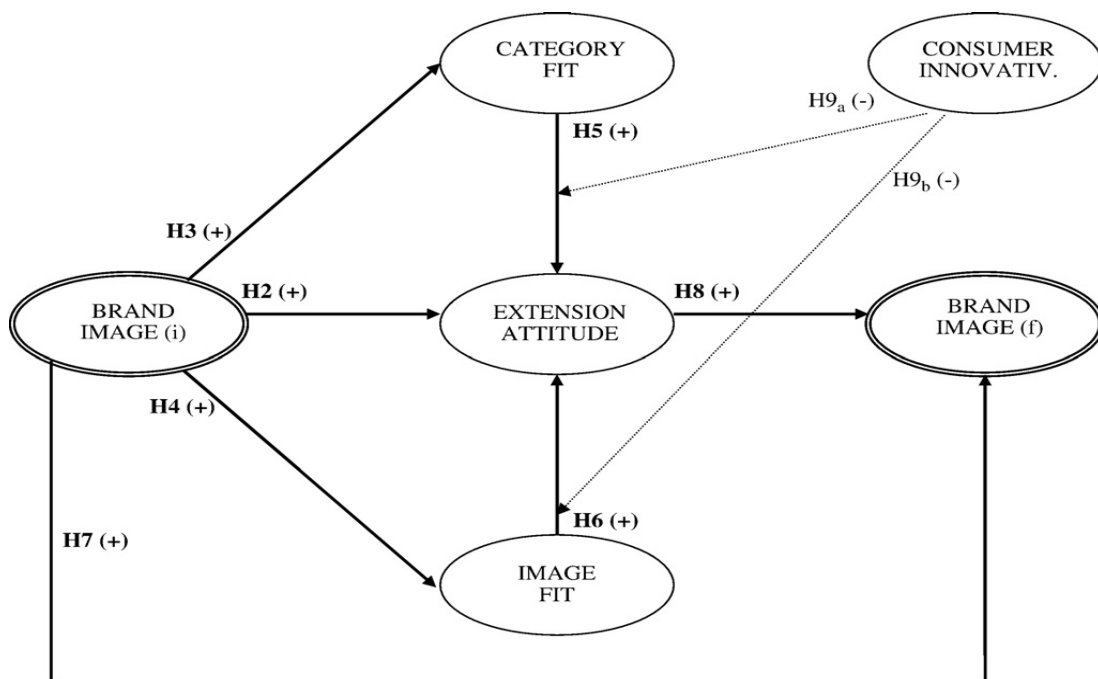 CATEGORY
FIT
CONSUMER
INNOVATIV.
H9a (-)
H5 (+)
H9b (-)
H3 (+)
H2 (+)
H8 (+)
BRAND
IMAGE (i)
EXTENSION
ATTITUDE
BRAND
IMAGE (f)
H4 (+)
H6 (+)
H7 (+)
IMAGE
FIT